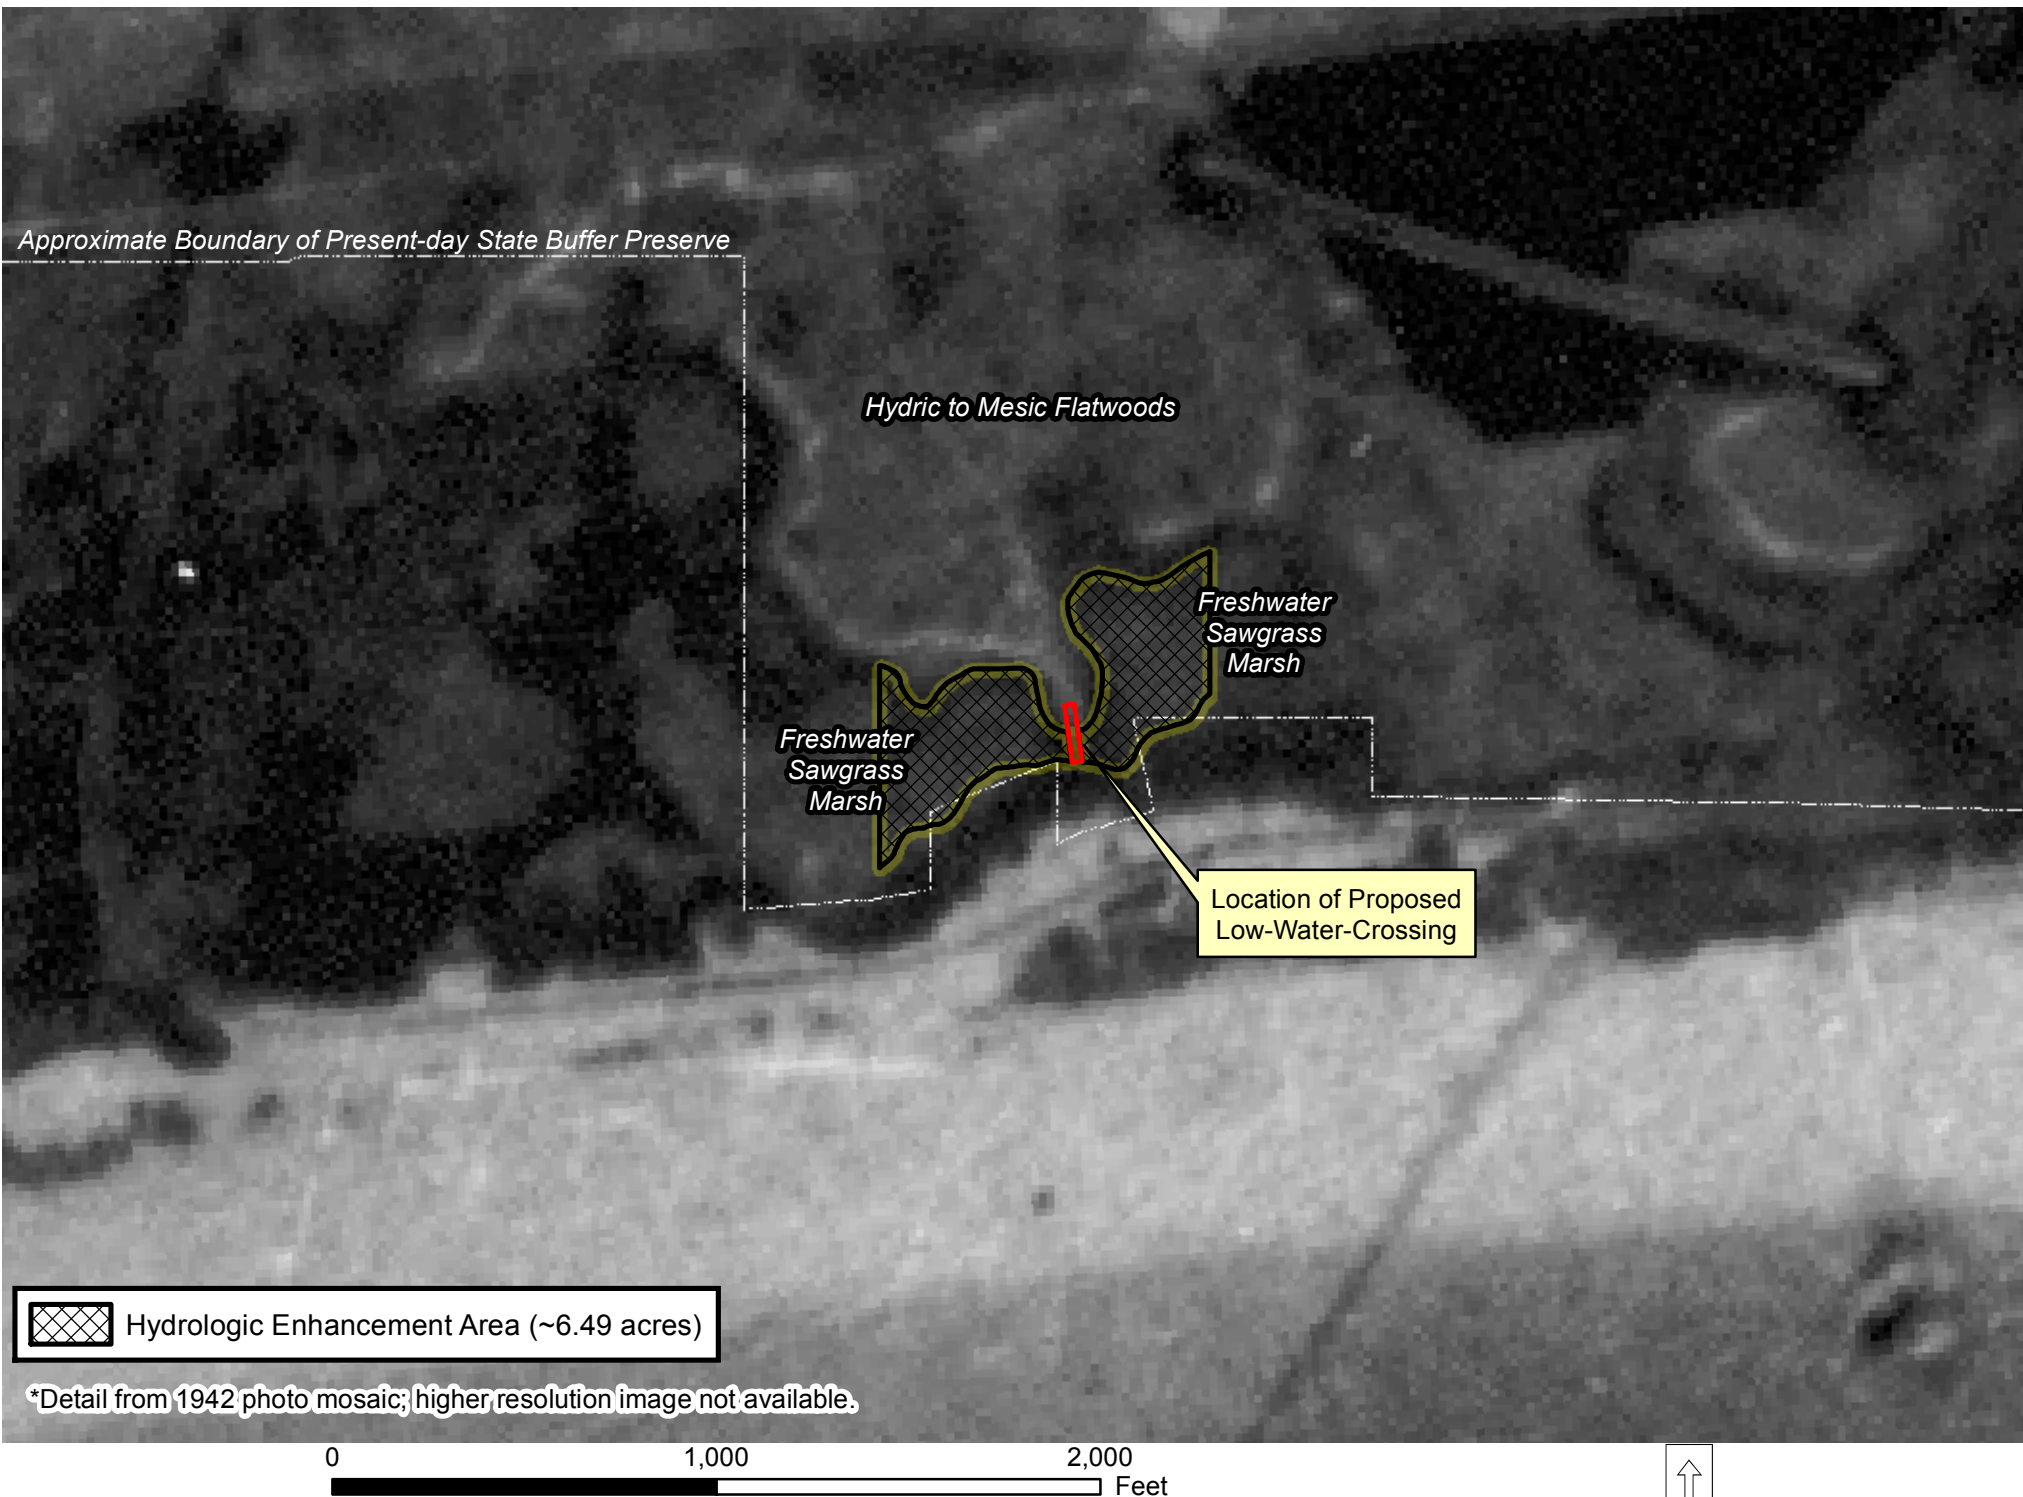 Approximate Boundary of Present-day State Buffer Preserve
Hydric to Mesic Flatwoods
Freshwater
Sawgrass
Marsh
Freshwater
Sawgrass
Marsh
Location of Proposed
Low-Water-Crossing
Hydrologic Enhancement Area (~6.49 acres)
*Detail from 1942 photo mosaic; higher resolution image not available.
0 1,000 2,000
Feet